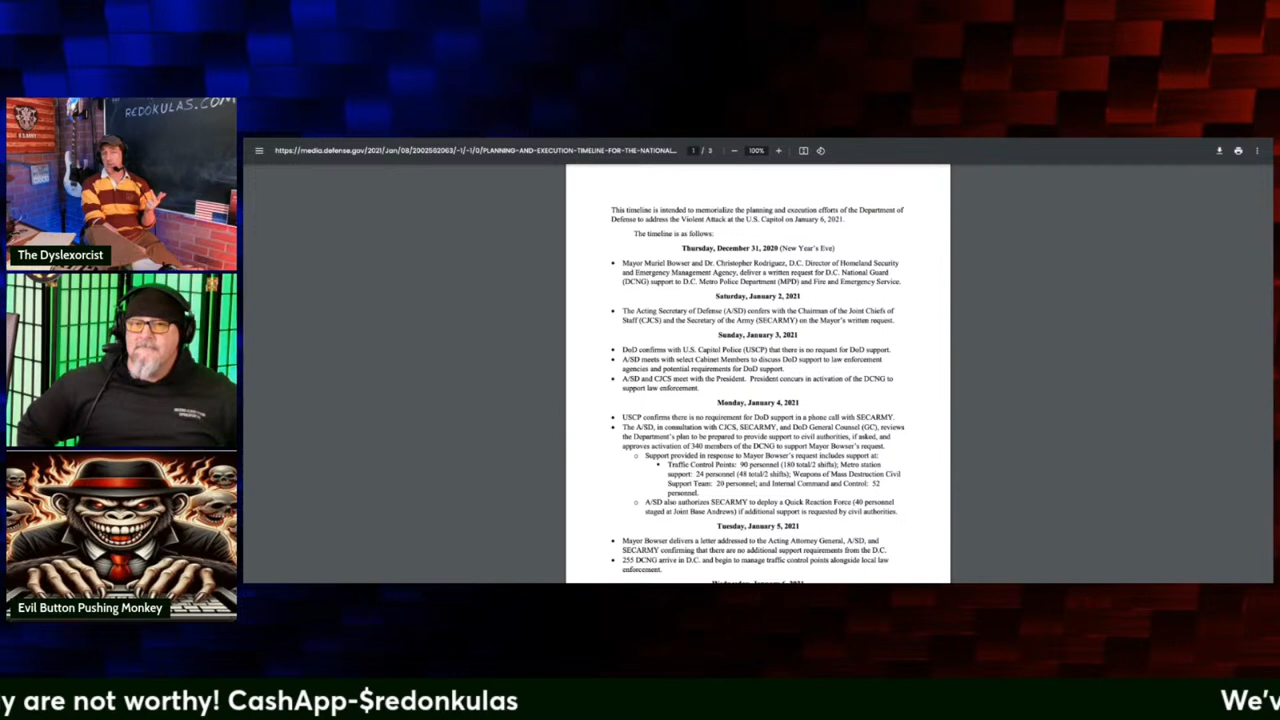 REDOKULAS.COM
The Dyslexorcist
Evil Button Pushing Monkey
https://media.defense.gov/2021/Jan/08/2002562063/-1/-1/0/PLANNING-AND-EXECUTION-TIMELINE-FOR-THE-NATIONAL...
1 / 3
100%
This timeline is intended to memorialize the planning and execution efforts of the Department of
Defense to address the Violent Attack at the U.S. Capitol on January 6, 2021.
The timeline is as follows:
Thursday, December 31, 2020 (New Year's Eve)
• Mayor Muriel Bowser and Dr. Christopher Rodriguez, D.C. Director of Homeland Security
and Emergency Management Agency, deliver a written request for D.C. National Guard
(DCNG) support to D.C. Metro Police Department (MPD) and Fire and Emergency Service.
Saturday, January 2, 2021
• The Acting Secretary of Defense (A/SD) confers with the Chairman of the Joint Chiefs of
Staff (CJCS) and the Secretary of the Army (SECARMY) on the Mayor's written request.
Sunday, January 3, 2021
• DoD confirms with U.S. Capitol Police (USCP) that there is no request for DoD support.
• A/SD meets with select Cabinet Members to discuss DoD support to law enforcement
agencies and potential requirements for DoD support.
• A/SD and CJCS meet with the President. President concurs in activation of the DCNG to
support law enforcement.
Monday, January 4, 2021
• USCP confirms there is no requirement for DoD support in a phone call with SECARMY.
• The A/SD, in consultation with CJCS, SECARMY, and DoD General Counsel (GC), reviews
the Department's plan to be prepared to provide support to civil authorities, if asked, and
approves activation of 340 members of the DCNG to support Mayor Bowser's request.
o Support provided in response to Mayor Bowser's request includes support at:
▪ Traffic Control Points: 90 personnel (180 total/2 shifts); Metro station
support: 24 personnel (48 total/2 shifts); Weapons of Mass Destruction Civil
Support Team: 20 personnel; and Internal Command and Control: 52
personnel.
o A/SD also authorizes SECARMY to deploy a Quick Reaction Force (40 personnel
staged at Joint Base Andrews) if additional support is requested by civil authorities.
Tuesday, January 5, 2021
• Mayor Bowser delivers a letter addressed to the Acting Attorney General, A/SD, and
SECARMY confirming that there are no additional support requirements from the D.C.
• 255 DCNG arrive in D.C. and begin to manage traffic control points alongside local law
enforcement.
Wednesday, January 6, 2021
y are not worthy! CashApp-$redonkulas
We'v